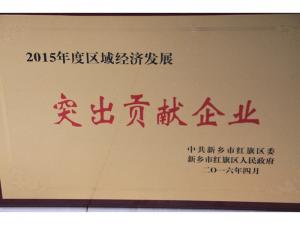 2015年度区域经济发展
突出贡献企业
中共新乡市红旗区委
新乡市红旗区人民政府
二〇一六年四月